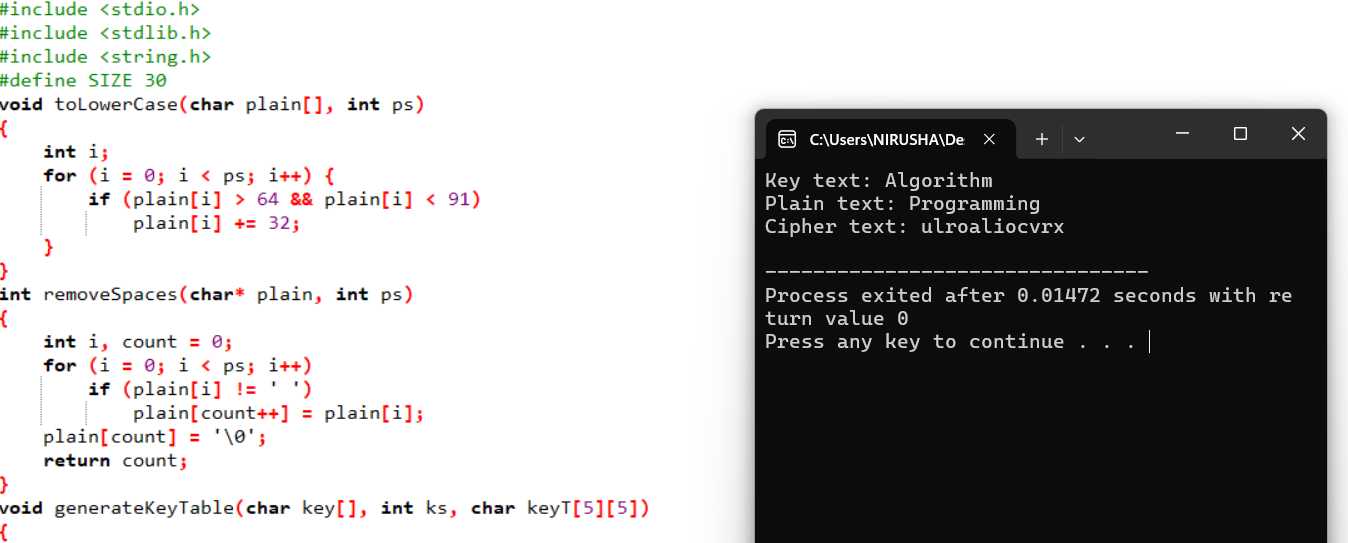 #include <stdio.h>
#include <stdlib.h>
#include <string.h>
#define SIZE 30
void toLowerCase(char plain[], int ps)
{
    int i;
    for (i = 0; i < ps; i++) {
        if (plain[i] > 64 && plain[i] < 91)
            plain[i] += 32;
    }
}
int removeSpaces(char* plain, int ps)
{
    int i, count = 0;
    for (i = 0; i < ps; i++)
        if (plain[i] != ' ')
            plain[count++] = plain[i];
    plain[count] = '\0';
    return count;
}
void generateKeyTable(char key[], int ks, char keyT[5][5])
{
C:\Users\NIRUSHA\De
Key text: Algorithm
Plain text: Programming
Cipher text: ulroaliocvrx
--------------------------------
Process exited after 0.01472 seconds with re
turn value 0
Press any key to continue . . .